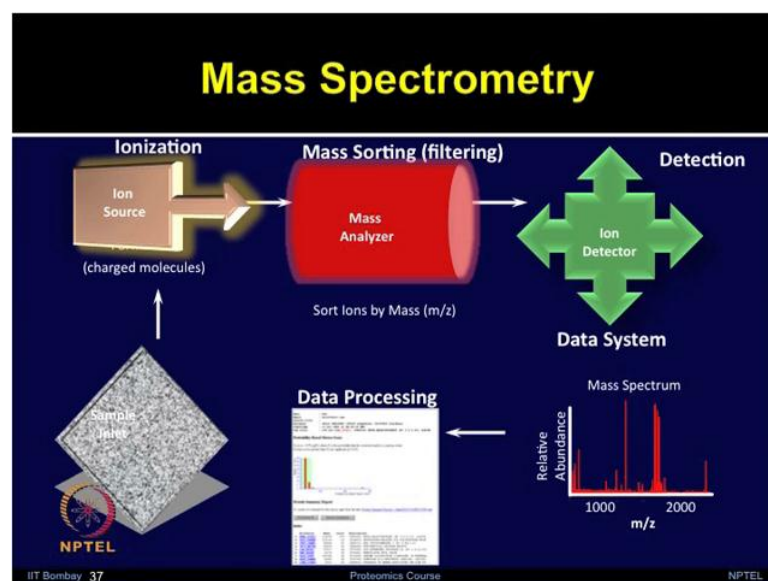 Mass Spectrometry
Ionization
Mass Sorting (filtering)
Detection
Ion
Source
Mass
Analyzer
Ion
Detector
(charged molecules)
Sort Ions by Mass (m/z)
Data System
Sample
Inlet
Data Processing
Mass Spectrum
Relative
Abundance
1000
2000
m/z
NPTEL
IIT Bombay 37
Proteomics Course
NPTEL